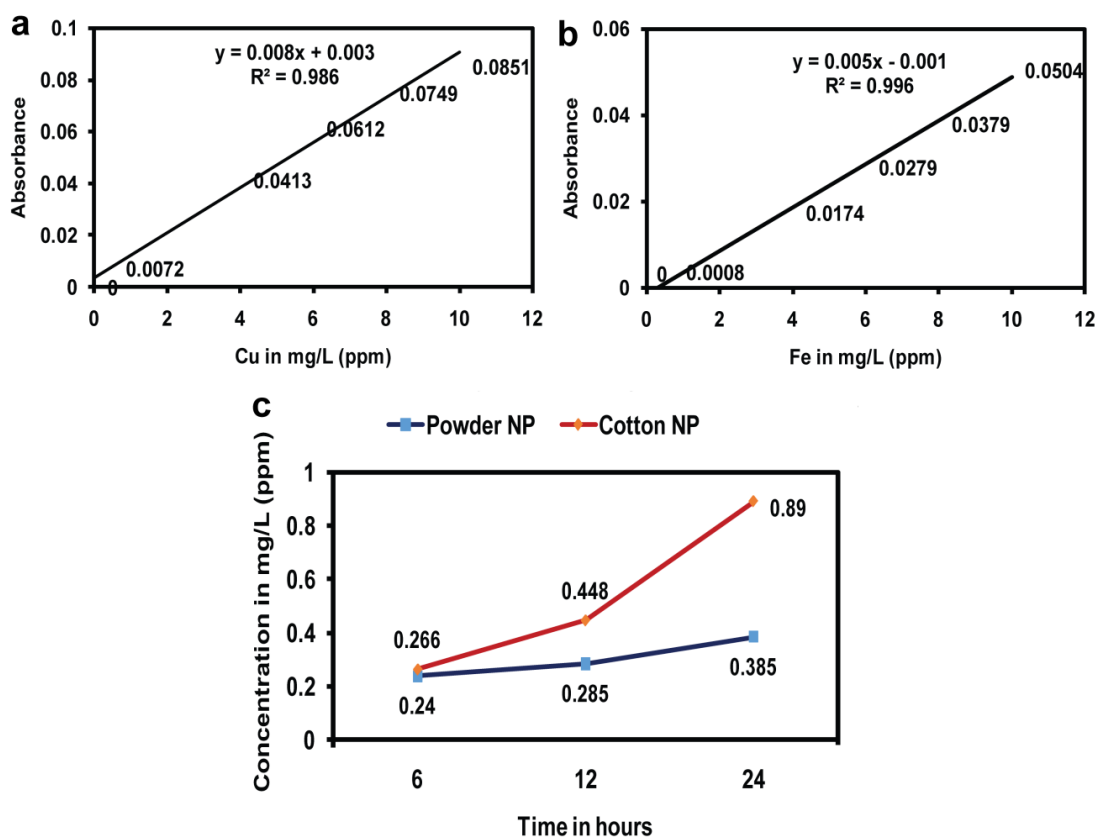 a
y = 0.008x + 0.003
R² = 0.986
0.1
0.08
0.06
0.04
0.02
0
Absorbance
0.0851
0.0749
0.0612
0.0413
0.0072
0
0 2 4 6 8 10 12
Cu in mg/L (ppm)
b
y = 0.005x - 0.001
R² = 0.996
0.06
0.04
0.02
0
Absorbance
0.0504
0.0379
0.0279
0.0174
0.0008
0
0 2 4 6 8 10 12
Fe in mg/L (ppm)
c
Powder NP Cotton NP
Concentration in mg/L (ppm)
1
0.8
0.6
0.4
0.2
0
0.89
0.448
0.266
0.385
0.285
0.24
6 12 24
Time in hours